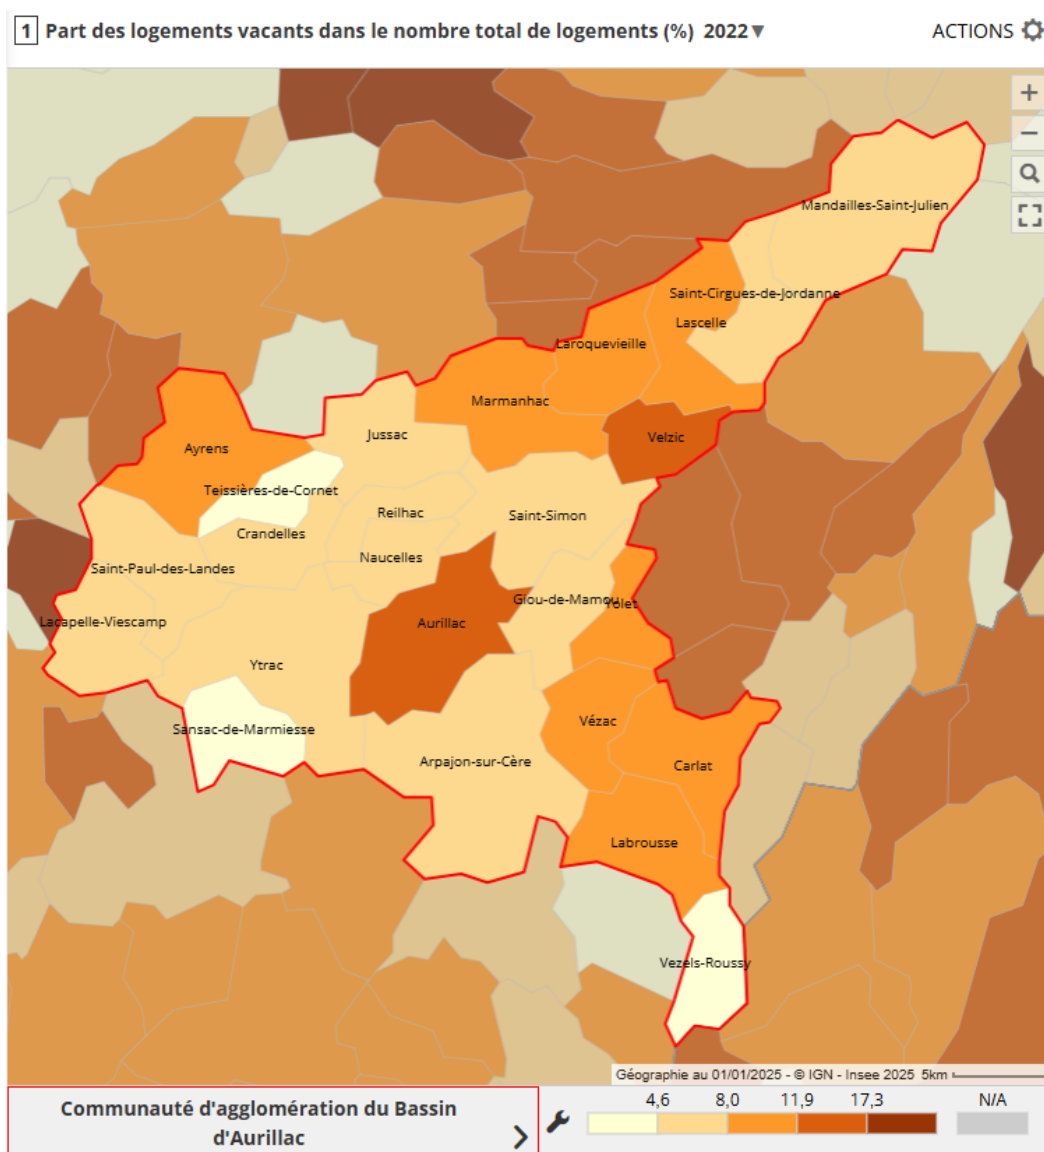 1 Part des logements vacants dans le nombre total de logements (%) 2022 ▼
ACTIONS
+
−
Mandailles-Saint-Julien
Saint-Cirgues-de-Jordanne
Lascelle
Laroquevieille
Marmanhac
Jussac
Velzic
Ayrens
Teissières-de-Cornet
Reilhac
Saint-Simon
Crandelles
Naucelles
Saint-Paul-des-Landes
Giou-de-Mamou
Yolet
Lacapelle-Viescamp
Aurillac
Ytrac
Vézac
Sansac-de-Marmiesse
Arpajon-sur-Cère
Carlat
Labrousse
Vezels-Roussy
Géographie au 01/01/2025 - © IGN - Insee 2025 5km
Communauté d'agglomération du Bassin
d'Aurillac
4,6 8,0 11,9 17,3 N/A